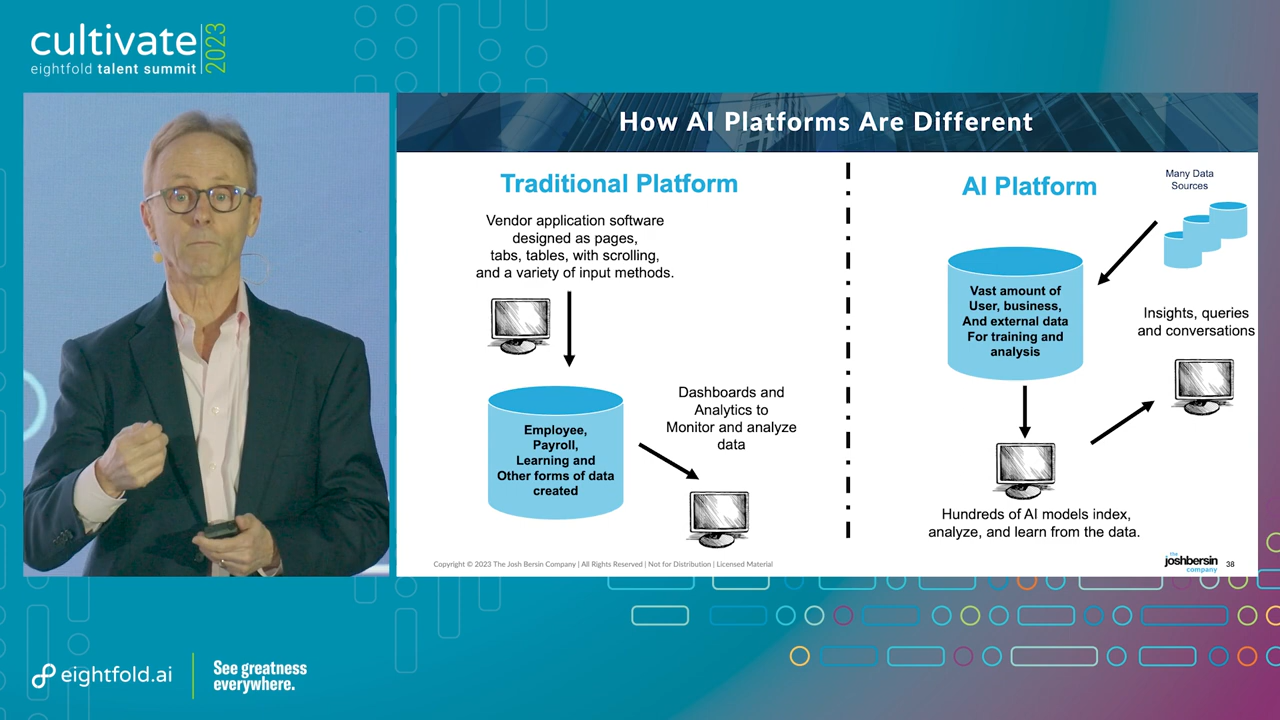 cultivate 2023
eightfold talent summit
How AI Platforms Are Different
Traditional Platform
Vendor application software
designed as pages,
tabs, tables, with scrolling,
and a variety of input methods.
Employee,
Payroll,
Learning and
Other forms of data
created
Dashboards and
Analytics to
Monitor and analyze
data
AI Platform
Many Data
Sources
Vast amount of
User, business,
And external data
For training and
analysis
Insights, queries
and conversations
Hundreds of AI models index,
analyze, and learn from the data.
Copyright © 2023 The Josh Bersin Company | All Rights Reserved | Not for Distribution | Licensed Material
the
joshbersin
company
38
eightfold.ai
See greatness
everywhere.